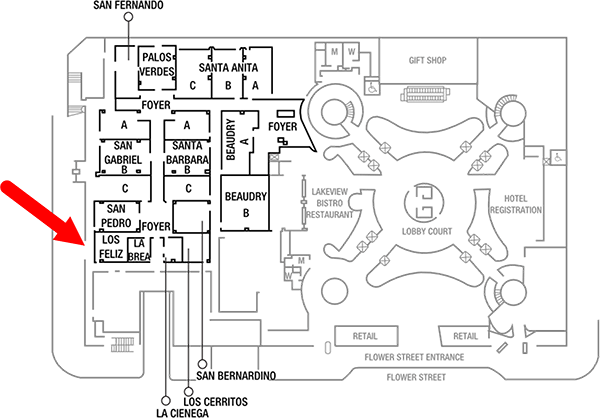 SAN FERNANDO
PALOS
VERDES
SANTA ANITA
C
B
A
M
W
GIFT SHOP
FOYER
A
A
FOYER
BEAUDRY
A
SAN
GABRIEL
B
SANTA
BARBARA
B
C
C
BEAUDRY
B
LAKEVIEW
BISTRO
RESTAURANT
HOTEL
REGISTRATION
LOBBY COURT
SAN
PEDRO
FOYER
LOS
FELIZ
LA
BREA
M
W
RETAIL
RETAIL
FLOWER STREET ENTRANCE
FLOWER STREET
SAN BERNARDINO
LOS CERRITOS
LA CIENEGA